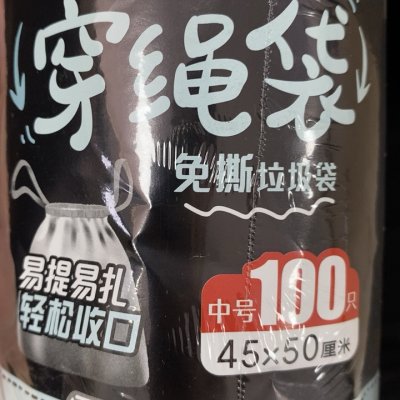 穿绳袋
免撕垃圾袋
易提易扎
轻松收口
中号100只
45×50厘米